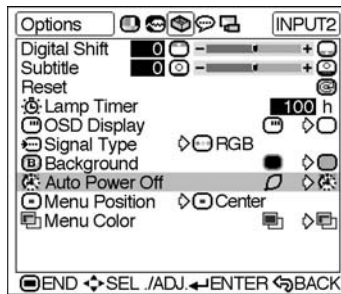 Options INPUT2
Digital Shift 0 - +
Subtitle 0 - +
Reset
Lamp Timer 100 h
OSD Display
Signal Type RGB
B Background
Auto Power Off
Menu Position Center
Menu Color
END SEL ./ADJ. ENTER BACK